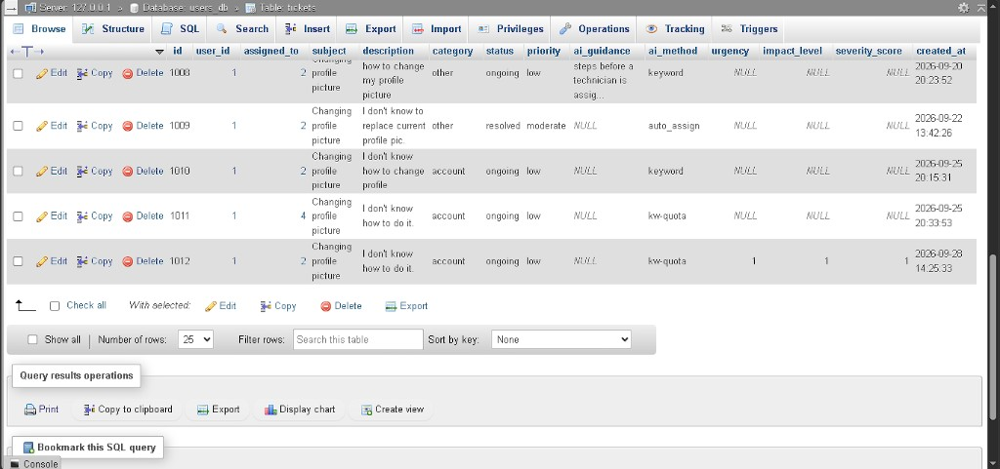 Server: 127.0.0.1 » Database: users_db » Table: tickets
Browse Structure SQL Search Insert Export Import Privileges Operations Tracking Triggers
id user_id assigned_to subject description category status priority ai_guidance ai_method urgency impact_level severity_score created_at
Edit Copy Delete 1008 1 2 Changing profile picture how to change my profile picture other ongoing low steps before a technician is assig... keyword NULL NULL NULL 2026-09-20 20:23:52
Edit Copy Delete 1009 1 2 Changing profile picture I don't know to replace current profile pic. other resolved moderate NULL auto_assign NULL NULL NULL 2026-09-22 13:42:26
Edit Copy Delete 1010 1 2 Changing profile picture I don't know how to change profile account ongoing low NULL keyword NULL NULL NULL 2026-09-25 20:15:31
Edit Copy Delete 1011 1 4 Changing profile picture I don't know how to do it. account ongoing low NULL kw-quota NULL NULL NULL 2026-09-25 20:33:53
Edit Copy Delete 1012 1 2 Changing profile picture I don't know how to do it. account ongoing low NULL kw-quota 1 1 1 2026-09-28 14:25:33
Check all With selected: Edit Copy Delete Export
Show all Number of rows: 25 Filter rows: Search this table Sort by key: None
Query results operations
Print Copy to clipboard Export Display chart Create view
Bookmark this SQL query
Console